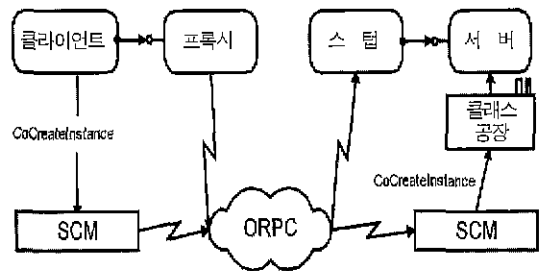 클라이언트
프록시
스 텁
서 버
클래스
공장
CoCreateInstance
CoCreateInstance
SCM
ORPC
SCM